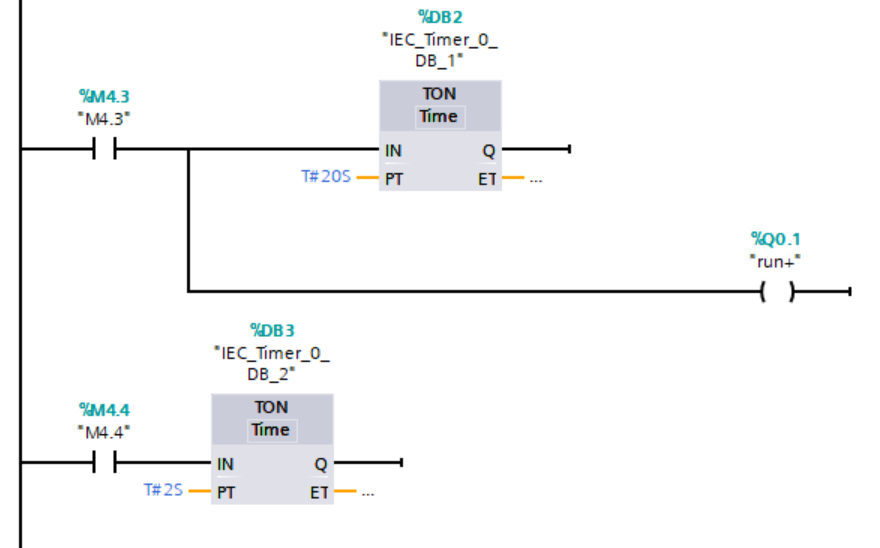 %DB2
"IEC_Timer_0_
DB_1"
TON
Time
%M4.3
"M4.3"
IN Q
T#20S PT ET ...
%Q0.1
"run+"
%DB3
"IEC_Timer_0_
DB_2"
TON
Time
%M4.4
"M4.4"
IN Q
T#2S PT ET ...